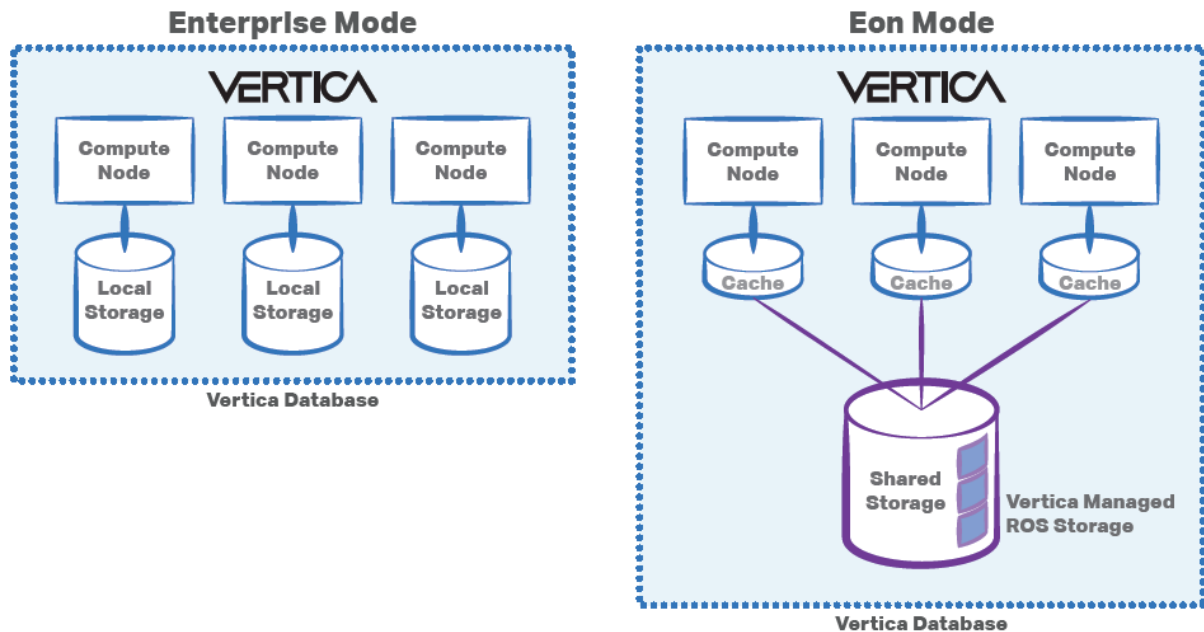 Enterprise Mode
VERTICA
Compute
Node
Compute
Node
Compute
Node
Local
Storage
Local
Storage
Local
Storage
Vertica Database
Eon Mode
VERTICA
Compute
Node
Compute
Node
Compute
Node
Cache
Cache
Cache
Shared
Storage
Vertica Managed
ROS Storage
Vertica Database